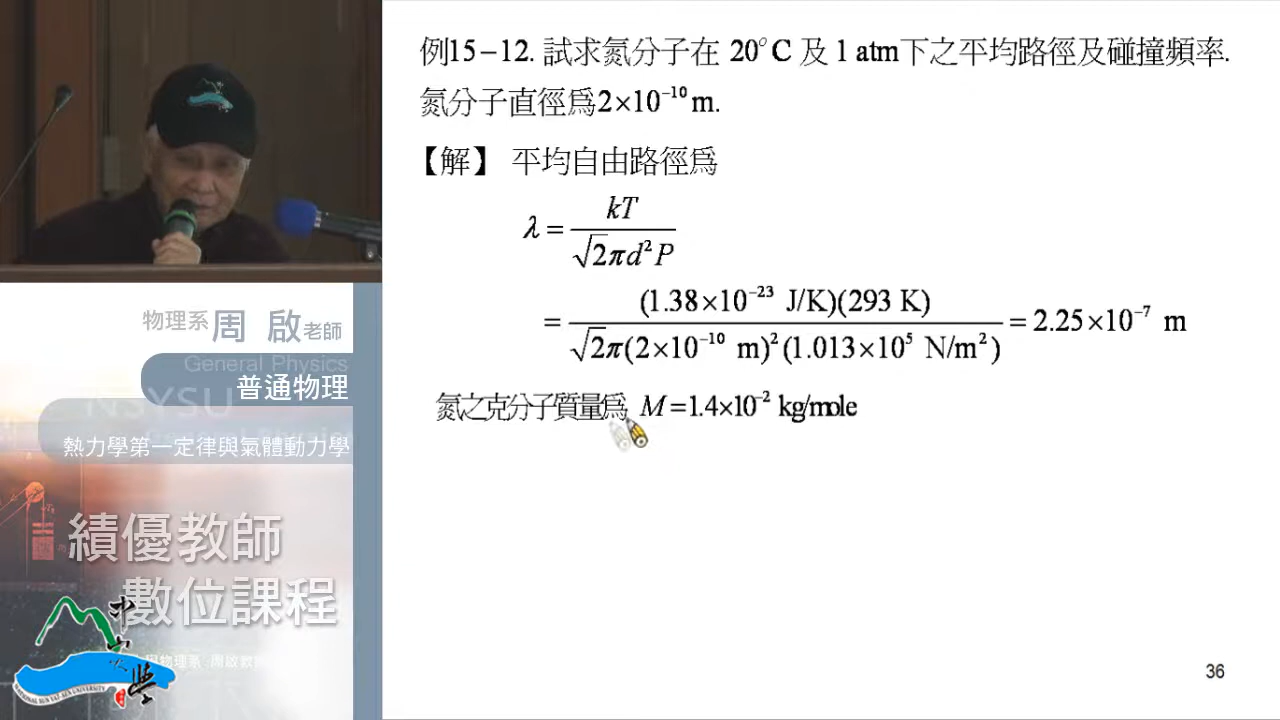 例15－12. 試求氮分子在 20°C 及 1 atm下之平均路徑及碰撞頻率.
氮分子直徑為2×10⁻¹⁰ m.
【解】 平均自由路徑為
λ = kT / √2πd²P
= (1.38×10⁻²³ J/K)(293 K) / √2π(2×10⁻¹⁰ m)²(1.013×10⁵ N/m²) = 2.25×10⁻⁷ m
氮之克分子質量為 M =1.4×10⁻² kg/mole
36
物理系周 啟老師
General Physics
普通物理
NSYSU
熱力學第一定律與氣體動力學
績優教師
數位課程